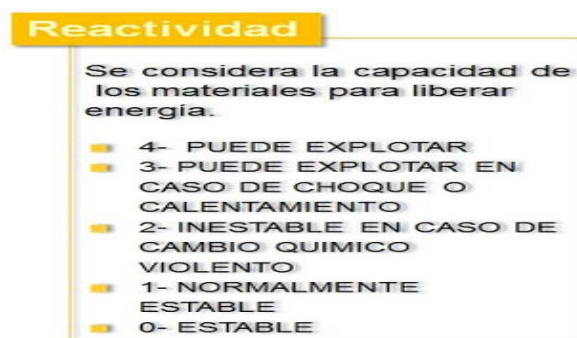 Reactividad
Se considera la capacidad de
los materiales para liberar
energía.
4- PUEDE EXPLOTAR
3- PUEDE EXPLOTAR EN
CASO DE CHOQUE O
CALENTAMIENTO
2- INESTABLE EN CASO DE
CAMBIO QUIMICO
VIOLENTO
1- NORMALMENTE
ESTABLE
0- ESTABLE